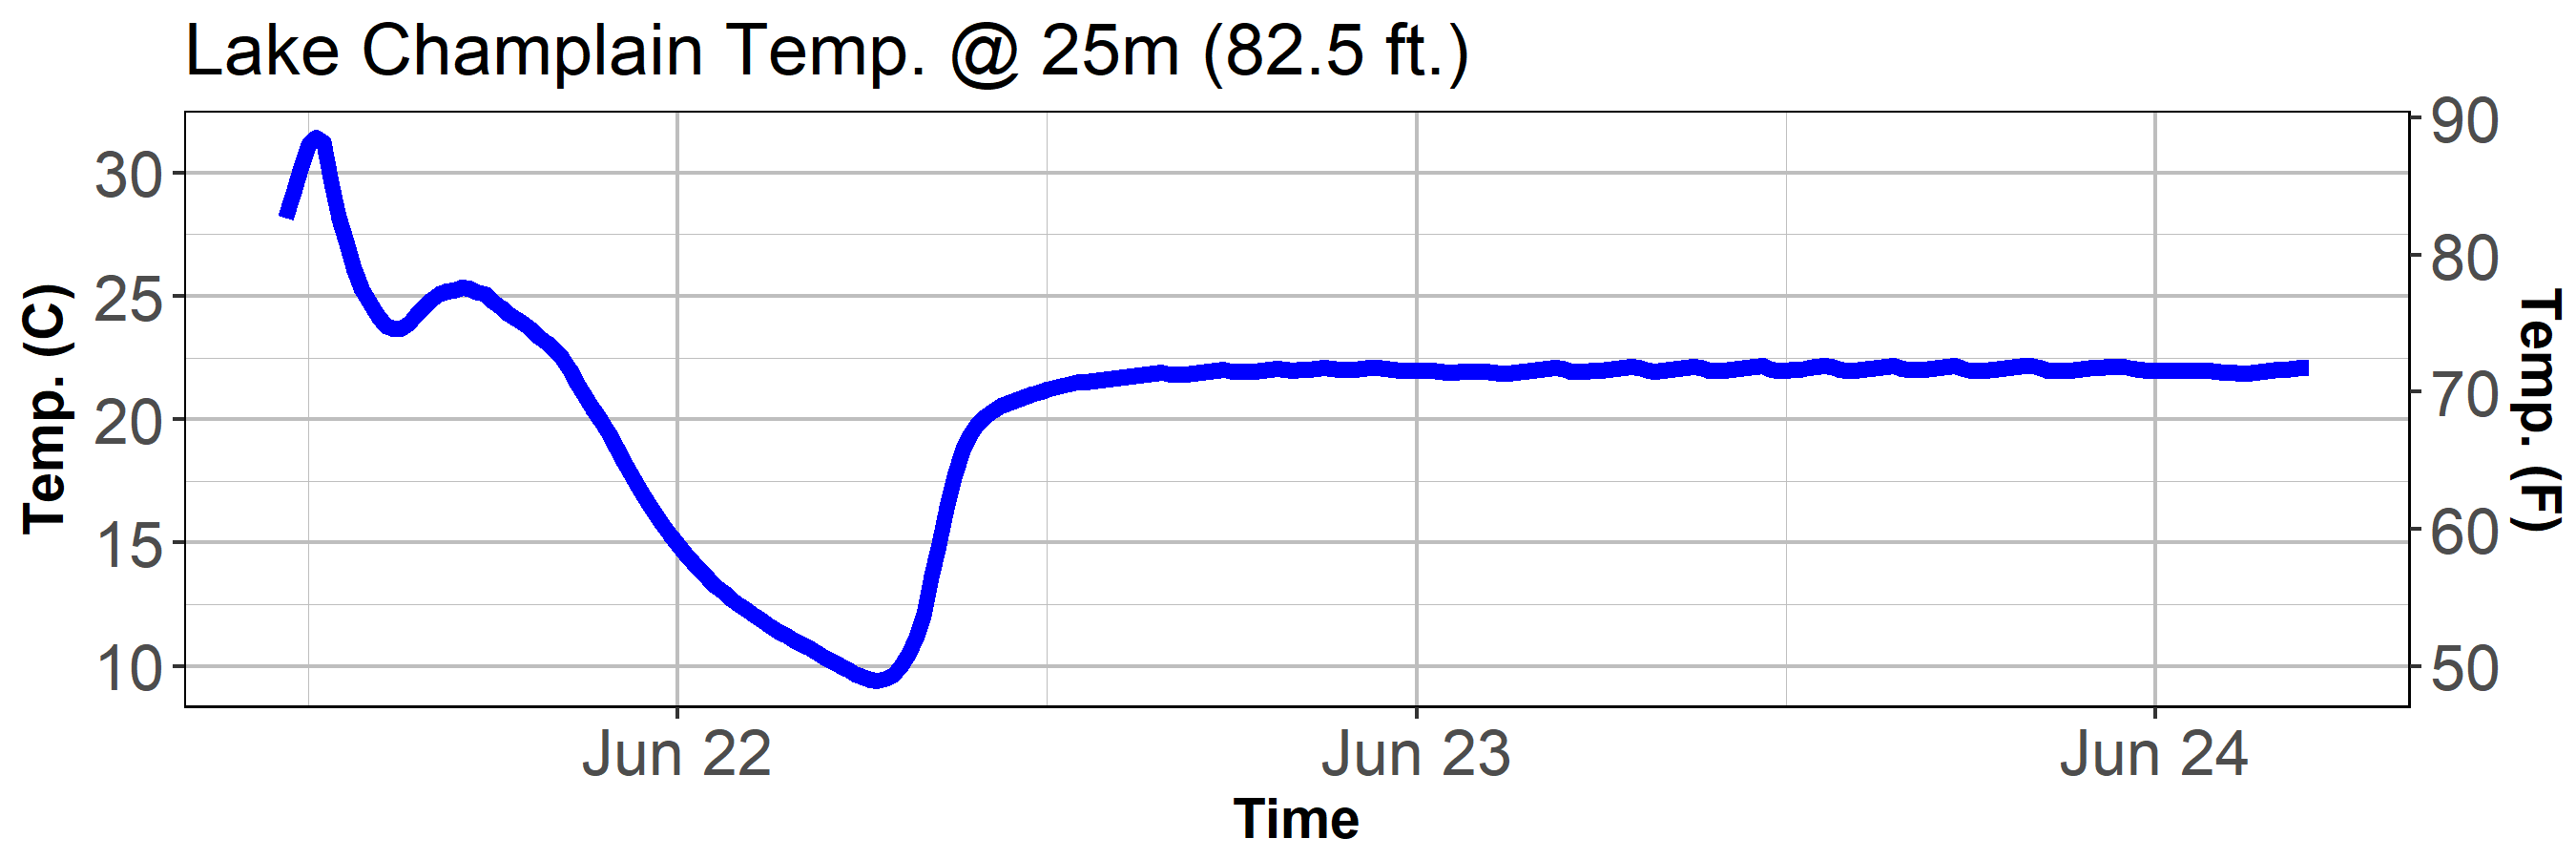 Lake Champlain Temp. @ 25m (82.5 ft.)
Temp. (C)
30
25
20
15
10
90
80
70
60
50
Temp. (F)
Jun 22
Jun 23
Jun 24
Time